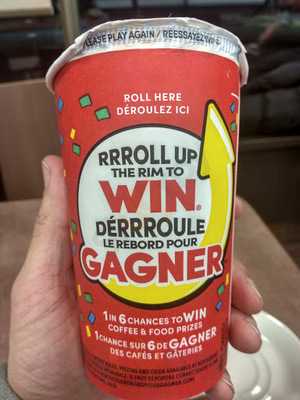 PLEASE PLAY AGAIN / RÉESSAYEZ
ROLL HERE
DÉROULEZ ICI
RRROLL UP
THE RIM TO
WIN®
DÉRRROULE
LE REBORD POUR
GAGNER
1 IN 6 CHANCES TO WIN
COFFEE & FOOD PRIZES
1 CHANCE SUR 6 DE GAGNER
DES CAFÉS ET GÂTERIES